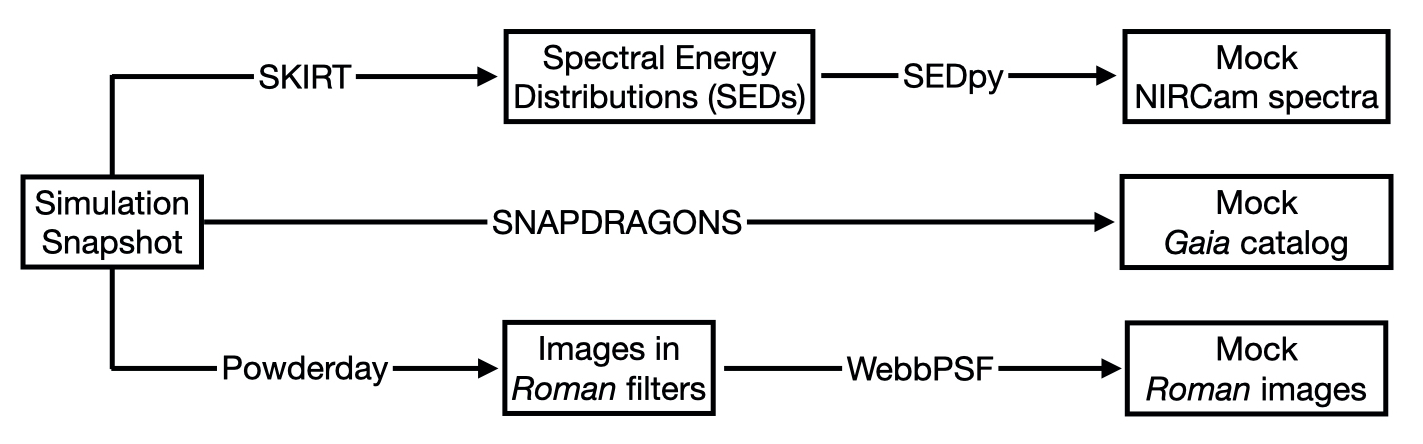 SKIRT
Spectral Energy
Distributions (SEDs)
SEDpy
Mock
NIRCam spectra
Simulation
Snapshot
SNAPDRAGONS
Mock
Gaia catalog
Powderday
Images in
Roman filters
WebbPSF
Mock
Roman images